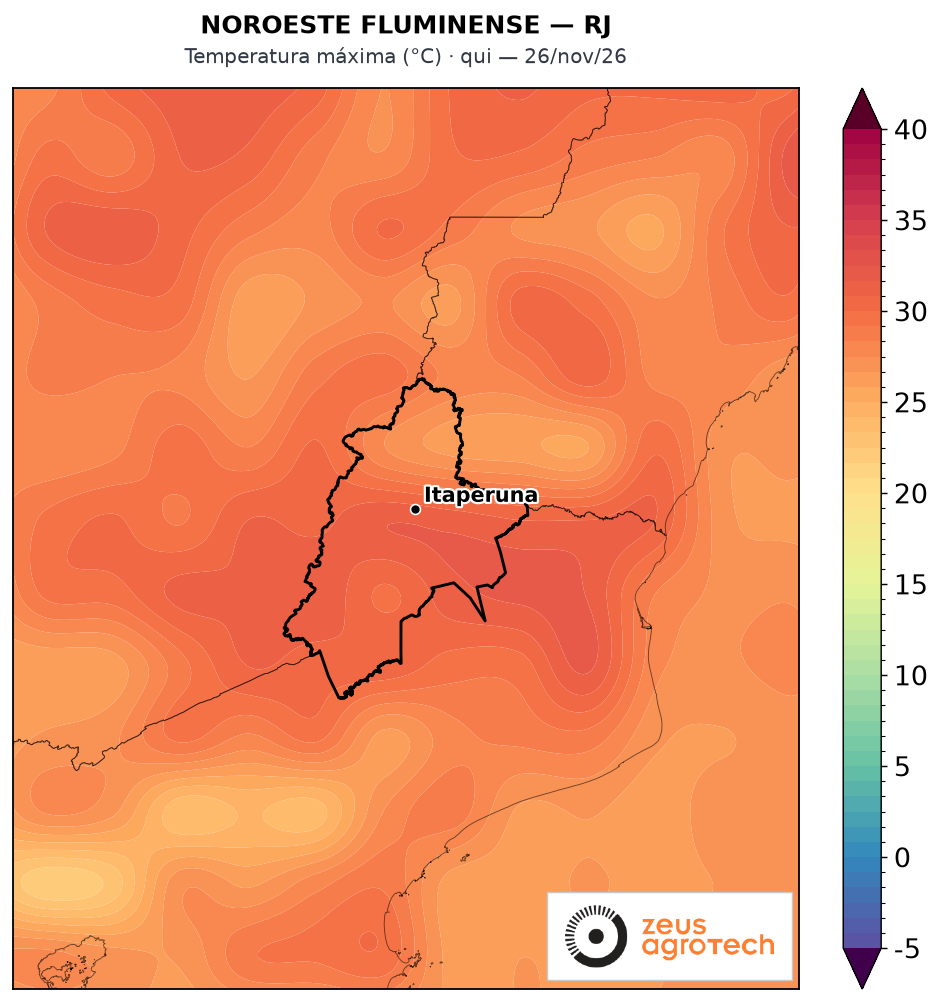 NOROESTE FLUMINENSE — RJ
Temperatura máxima (°C) · qui — 26/nov/26
Itaperuna
40
35
30
25
20
15
10
5
0
-5
zeus
agrotech